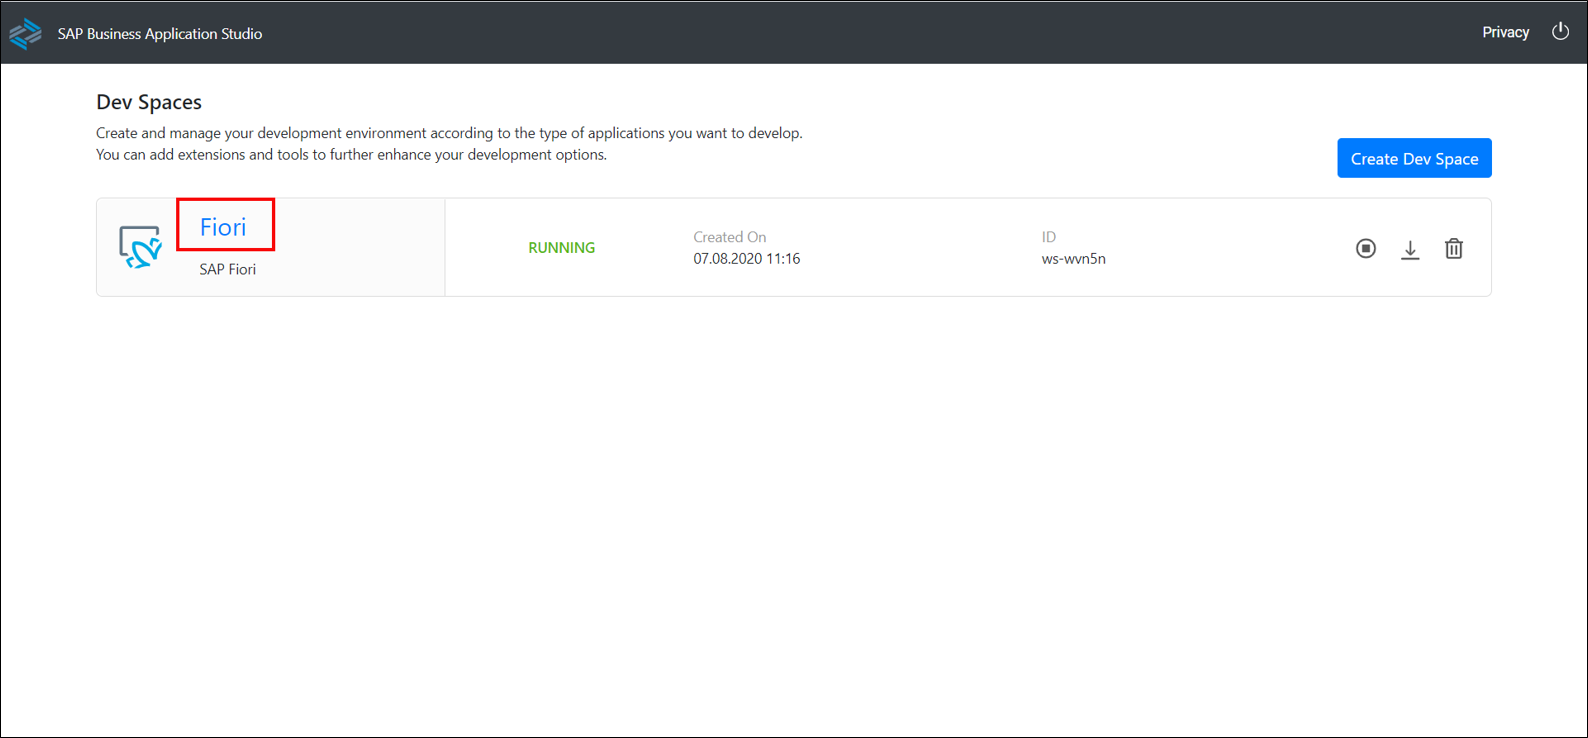 SAP Business Application Studio
Privacy
Dev Spaces
Create and manage your development environment according to the type of applications you want to develop.
You can add extensions and tools to further enhance your development options.
Create Dev Space
Fiori
SAP Fiori
RUNNING
Created On
07.08.2020 11:16
ID
ws-wvn5n